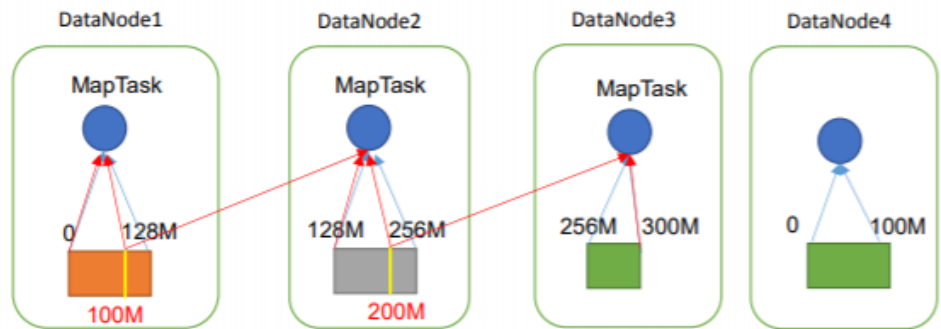 DataNode1
DataNode2
DataNode3
DataNode4
MapTask
MapTask
MapTask
0
128M
128M
256M
256M
300M
0
100M
100M
200M